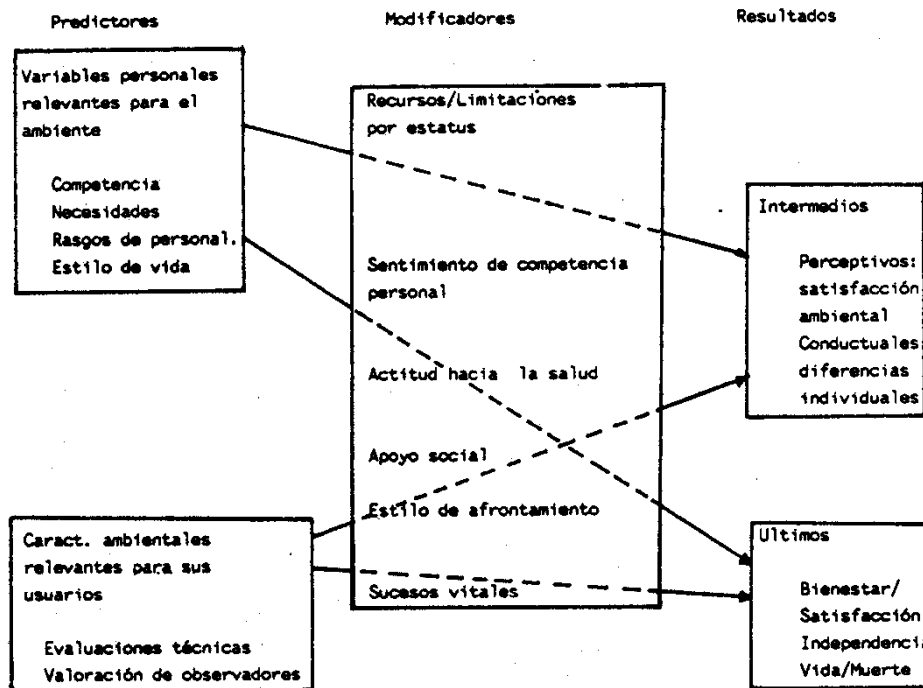 Predictores
Modificadores
Resultados
Variables personales
relevantes para el
ambiente
Competencia
Necesidades
Rasgos de personal.
Estilo de vida
Caract. ambientales
relevantes para sus
usuarios
Evaluaciones técnicas
Valoración de observadores
Recursos/Limitaciones
por estatus
Sentimiento de competencia
personal
Actitud hacia la salud
Apoyo social
Estilo de afrontamiento
Sucesos vitales
Intermedios
Perceptivos:
satisfacción
ambiental
Conductuales
diferencias
individuales
Ultimos
Bienestar/
Satisfacción
Independencia
Vida/Muerte